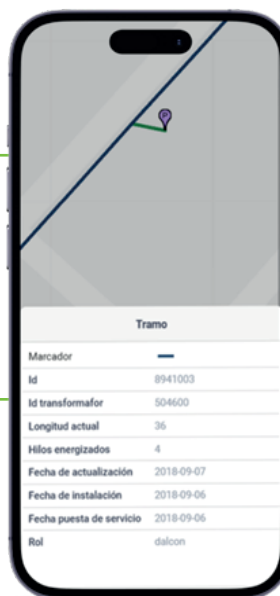 P
Tramo
Marcador
Id 8941003
Id transformafor 504600
Longitud actual 36
Hilos energizados 4
Fecha de actualización 2018-09-07
Fecha de instalación 2018-09-06
Fecha puesta de servicio 2018-09-06
Rol dalcon